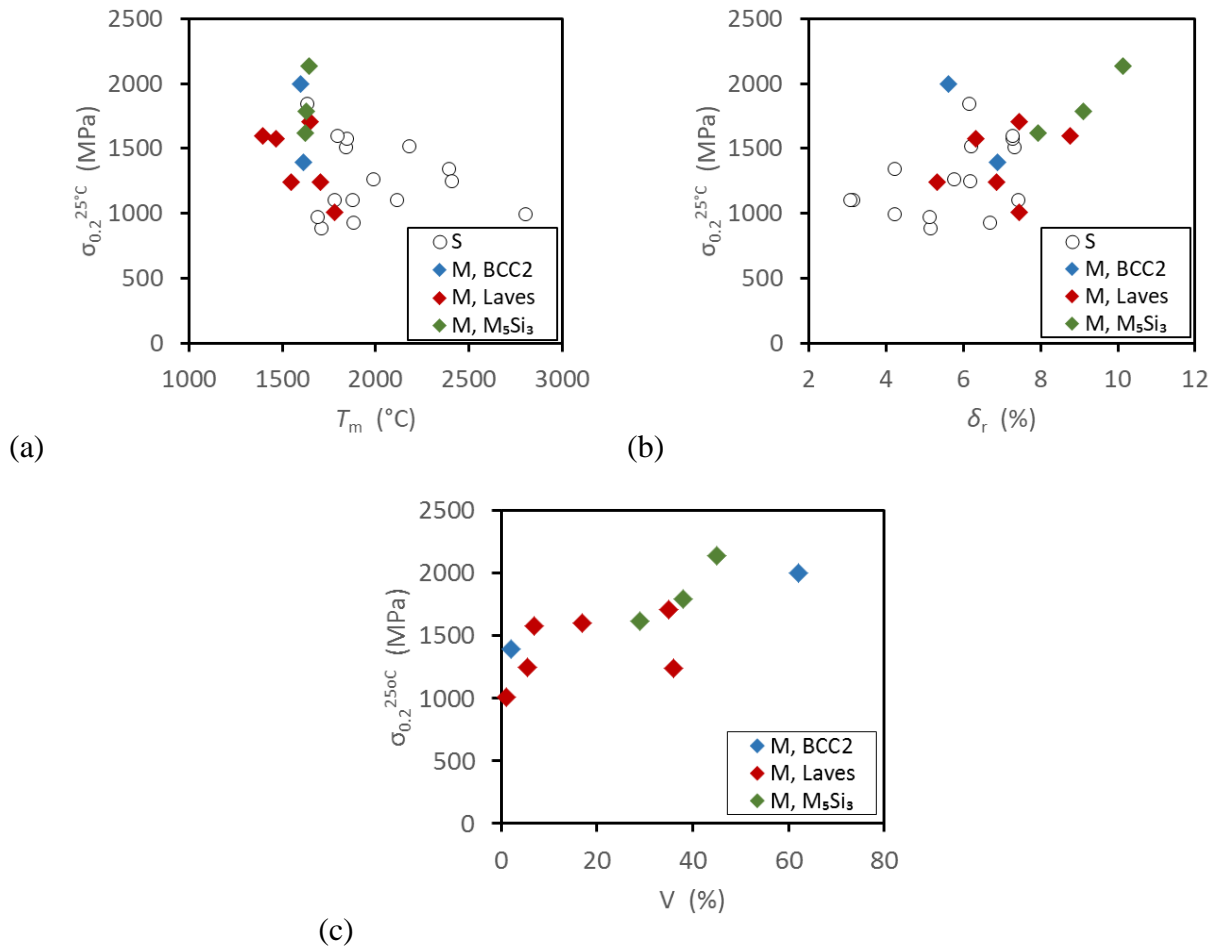 2500
2000
1500
1000
500
0
σ0.2 25°C (MPa)
1000 1500 2000 2500 3000
Tm (°C)
S
M, BCC2
M, Laves
M, M₅Si₃
(a)
2500
2000
1500
1000
500
0
σ0.2 25°C (MPa)
2 4 6 8 10 12
δr (%)
S
M, BCC2
M, Laves
M, M₅Si₃
(b)
2500
2000
1500
1000
500
0
σ0.2 25oC (MPa)
0 20 40 60 80
V (%)
M, BCC2
M, Laves
M, M₅Si₃
(c)